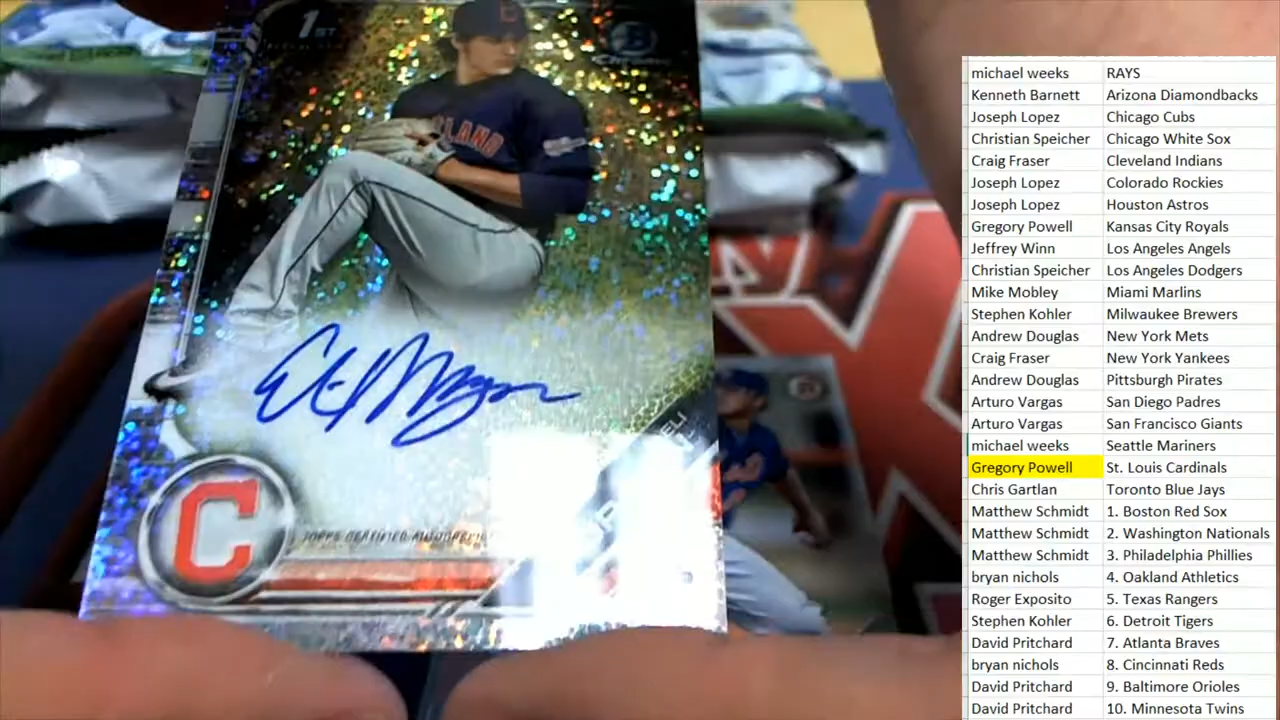 1ST
B
Chrome
C
ELI
C
TOPPS CERTIFIED AUTOGRAPH
michael weeks RAYS
Kenneth Barnett Arizona Diamondbacks
Joseph Lopez Chicago Cubs
Christian Speicher Chicago White Sox
Craig Fraser Cleveland Indians
Joseph Lopez Colorado Rockies
Joseph Lopez Houston Astros
Gregory Powell Kansas City Royals
Jeffrey Winn Los Angeles Angels
Christian Speicher Los Angeles Dodgers
Mike Mobley Miami Marlins
Stephen Kohler Milwaukee Brewers
Andrew Douglas New York Mets
Craig Fraser New York Yankees
Andrew Douglas Pittsburgh Pirates
Arturo Vargas San Diego Padres
Arturo Vargas San Francisco Giants
michael weeks Seattle Mariners
Gregory Powell St. Louis Cardinals
Chris Gartlan Toronto Blue Jays
Matthew Schmidt 1. Boston Red Sox
Matthew Schmidt 2. Washington Nationals
Matthew Schmidt 3. Philadelphia Phillies
bryan nichols 4. Oakland Athletics
Roger Exposito 5. Texas Rangers
Stephen Kohler 6. Detroit Tigers
David Pritchard 7. Atlanta Braves
bryan nichols 8. Cincinnati Reds
David Pritchard 9. Baltimore Orioles
David Pritchard 10. Minnesota Twins